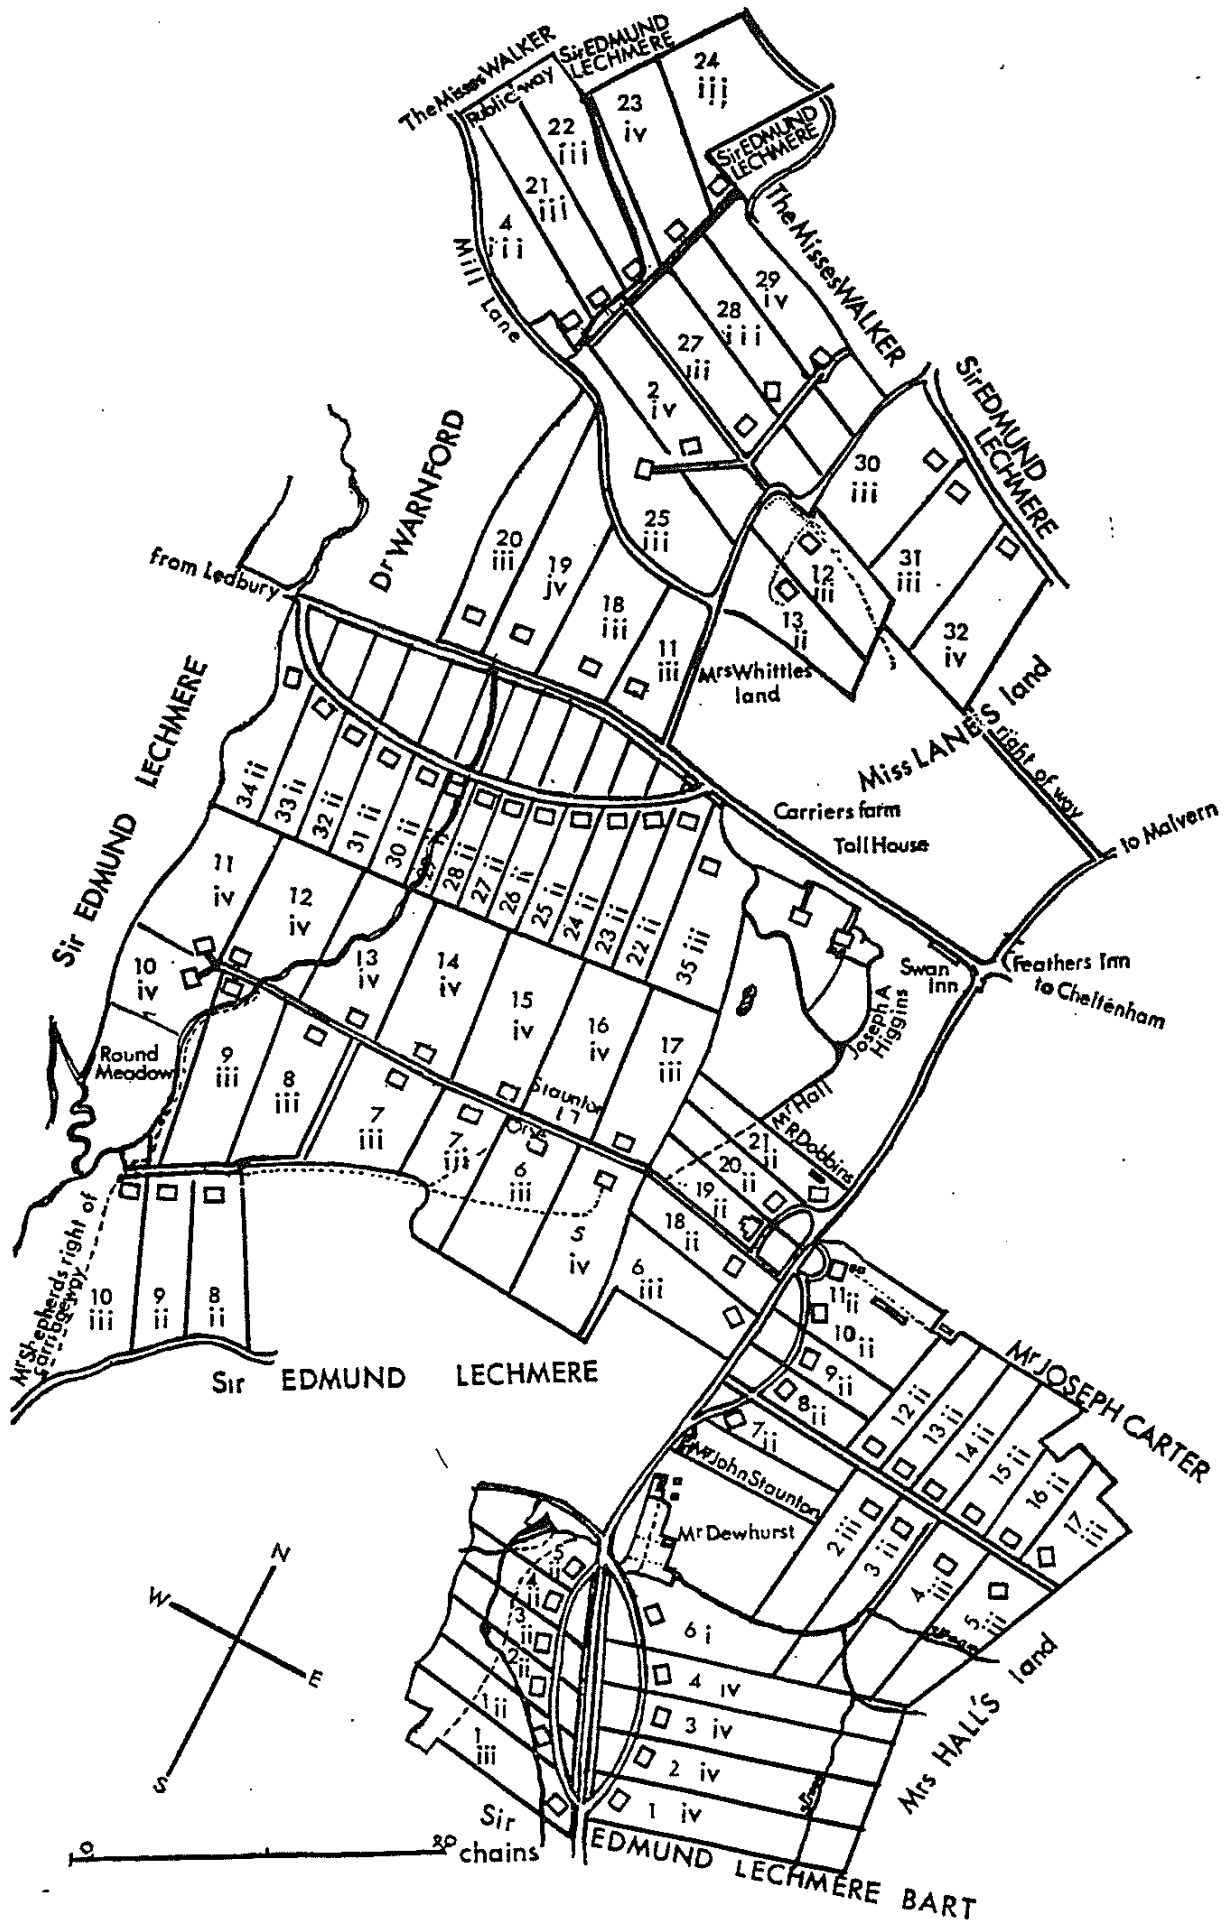 The Misses WALKER
Public way
Sir EDMUND
LECHMERE
24
iii
23
iv
22
iii
21
iii
4
iii
Mill Lane
Sir EDMUND
LECHMERE
The Misses WALKER
29
iv
28
iii
27
iii
2
iv
Sir EDMUND
LECHMERE
30
iii
31
iii
32
iv
12
iii
13
ii
25
iii
Dr WARNFORD
20
iii
19
iv
18
iii
11
iii
from Ledbury
Mrs Whittles
land
Miss LANES land
right of way
to Malvern
Carriers farm
Toll House
Swan
Inn
Feathers Inn
to Cheltenham
Joseph A
Higgins
Sir EDMUND LECHMERE
34 ii
33 ii
32 ii
31 ii
30 ii
29 ii
28 ii
27 ii
26 ii
25 ii
24 ii
23 ii
22 ii
35 iii
11
iv
12
iv
13
iv
14
iv
15
iv
16
iv
17
iii
10
iv
Round
Meadow
9
iii
8
iii
7
iii
7
iii
Staunton
6
iii
5
iv
Mr Hall
Mr Dobbins
21
ii
20
ii
19
ii
18
ii
6
iii
Mr Shepherds right of
carriageway
10
iii
9
ii
8
ii
Sir EDMUND LECHMERE
11 ii
10
ii
9
ii
8
ii
7
ii
12 ii
13 ii
14 ii
15 ii
16 ii
17
iii
Mr JOSEPH CARTER
Mr John Staunton
Mr Dewhurst
2 iii
3 ii
4
iii
5
iii
Mrs HALL'S land
5
ii
4
ii
3
ii
2 ii
1 ii
1
iii
6 i
4 iv
3 iv
2 iv
1 iv
N
W
E
S
0
20
chains
Sir EDMUND LECHMERE BART